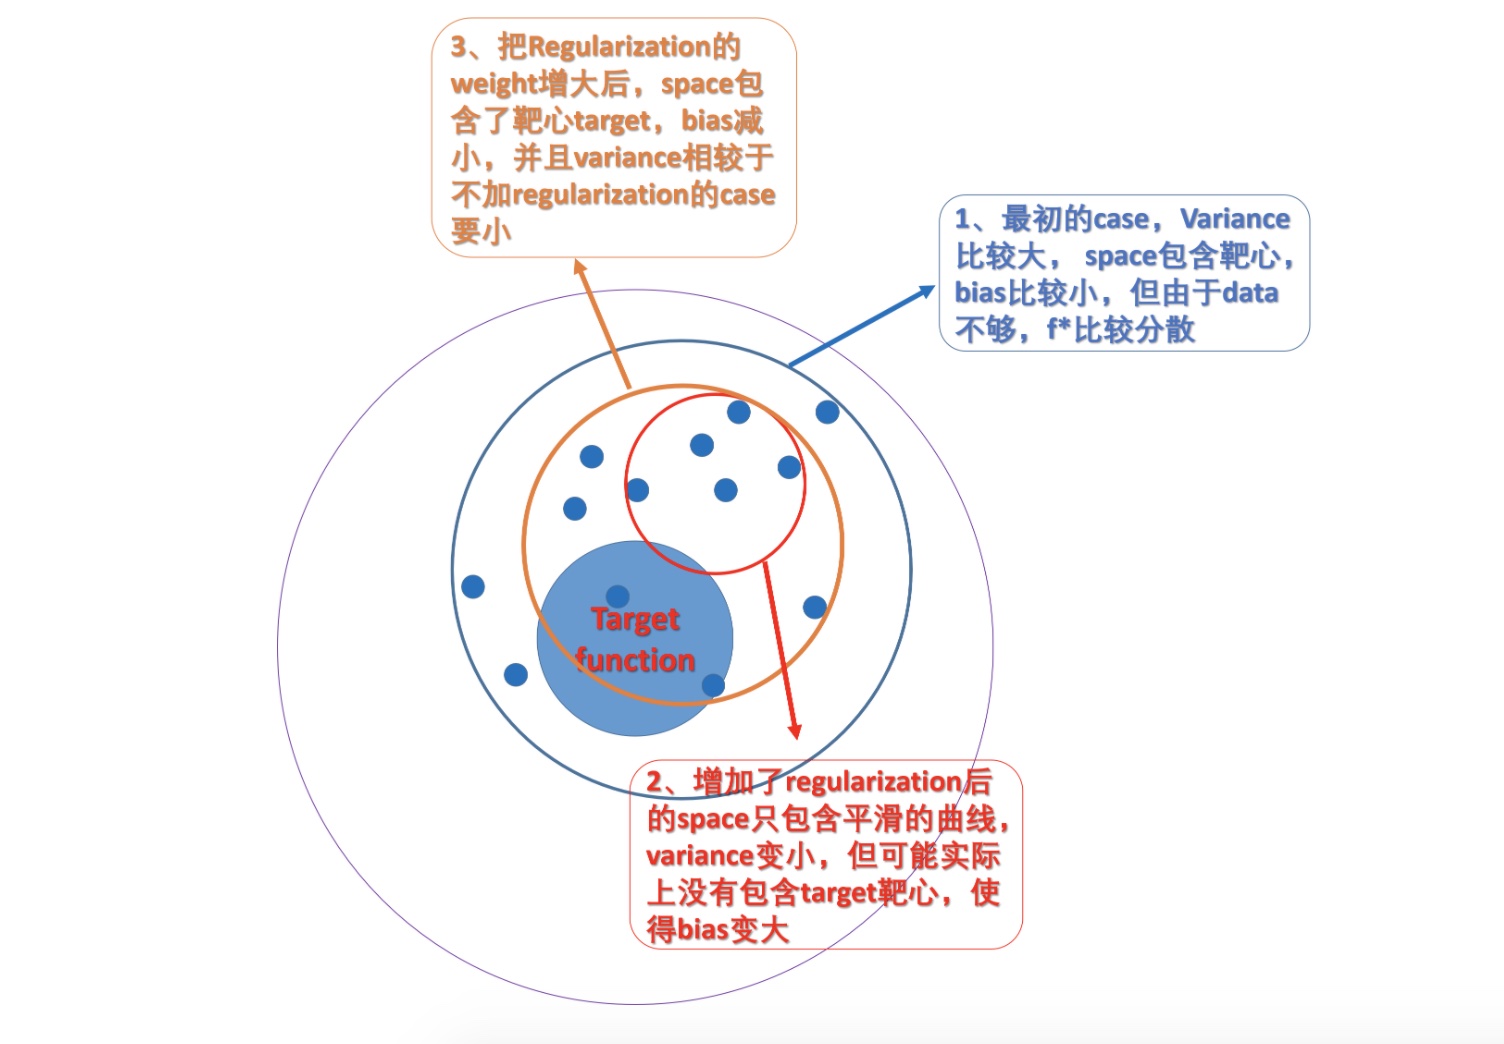 3、把Regularization的
weight增大后，space包
含了靶心target，bias减
小，并且variance相较于
不加regularization的case
要小
1、最初的case，Variance
比较大， space包含靶心，
bias比较小，但由于data
不够，f*比较分散
Target
function
2、增加了regularization后
的space只包含平滑的曲线，
variance变小，但可能实际
上没有包含target靶心，使
得bias变大